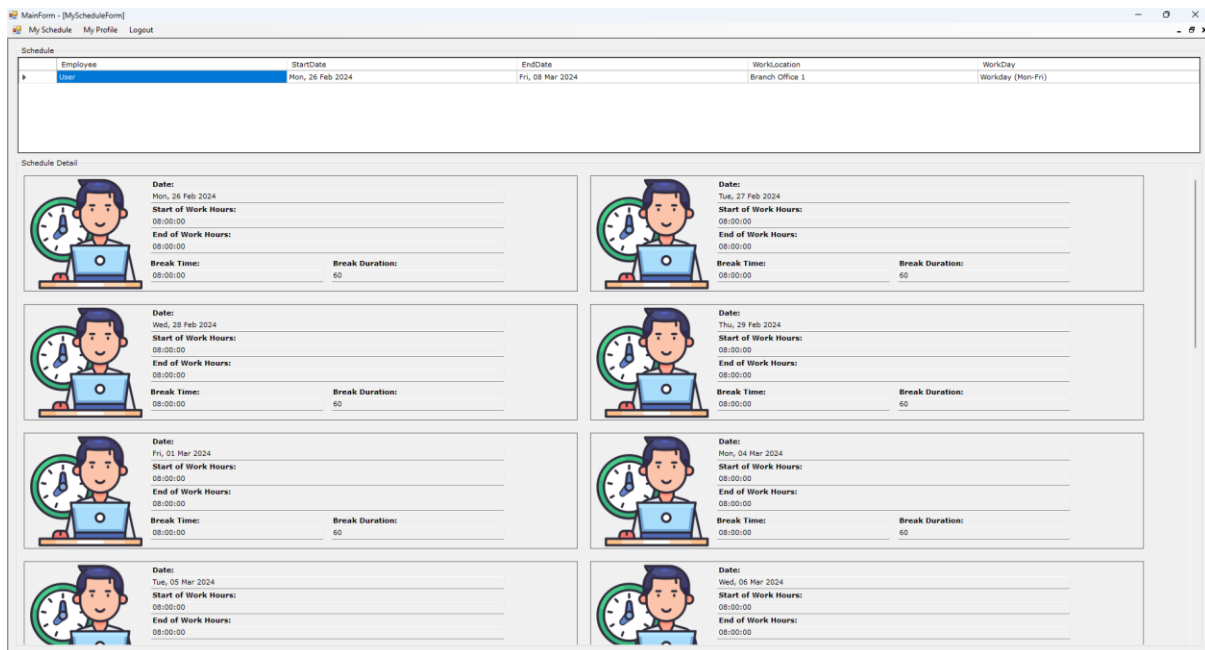 MainForm - [MyScheduleForm]
My Schedule My Profile Logout
Schedule
Employee StartDate EndDate WorkLocation WorkDay
User Mon, 26 Feb 2024 Fri, 08 Mar 2024 Branch Office 1 Workday (Mon-Fri)
Schedule Detail
Date:
Mon, 26 Feb 2024
Start of Work Hours:
08:00:00
End of Work Hours:
08:00:00
Break Time: Break Duration:
08:00:00 60
Date:
Tue, 27 Feb 2024
Start of Work Hours:
08:00:00
End of Work Hours:
08:00:00
Break Time: Break Duration:
08:00:00 60
Date:
Wed, 28 Feb 2024
Start of Work Hours:
08:00:00
End of Work Hours:
08:00:00
Break Time: Break Duration:
08:00:00 60
Date:
Thu, 29 Feb 2024
Start of Work Hours:
08:00:00
End of Work Hours:
08:00:00
Break Time: Break Duration:
08:00:00 60
Date:
Fri, 01 Mar 2024
Start of Work Hours:
08:00:00
End of Work Hours:
08:00:00
Break Time: Break Duration:
08:00:00 60
Date:
Mon, 04 Mar 2024
Start of Work Hours:
08:00:00
End of Work Hours:
08:00:00
Break Time: Break Duration:
08:00:00 60
Date:
Tue, 05 Mar 2024
Start of Work Hours:
08:00:00
End of Work Hours:
08:00:00
Date:
Wed, 06 Mar 2024
Start of Work Hours:
08:00:00
End of Work Hours:
08:00:00